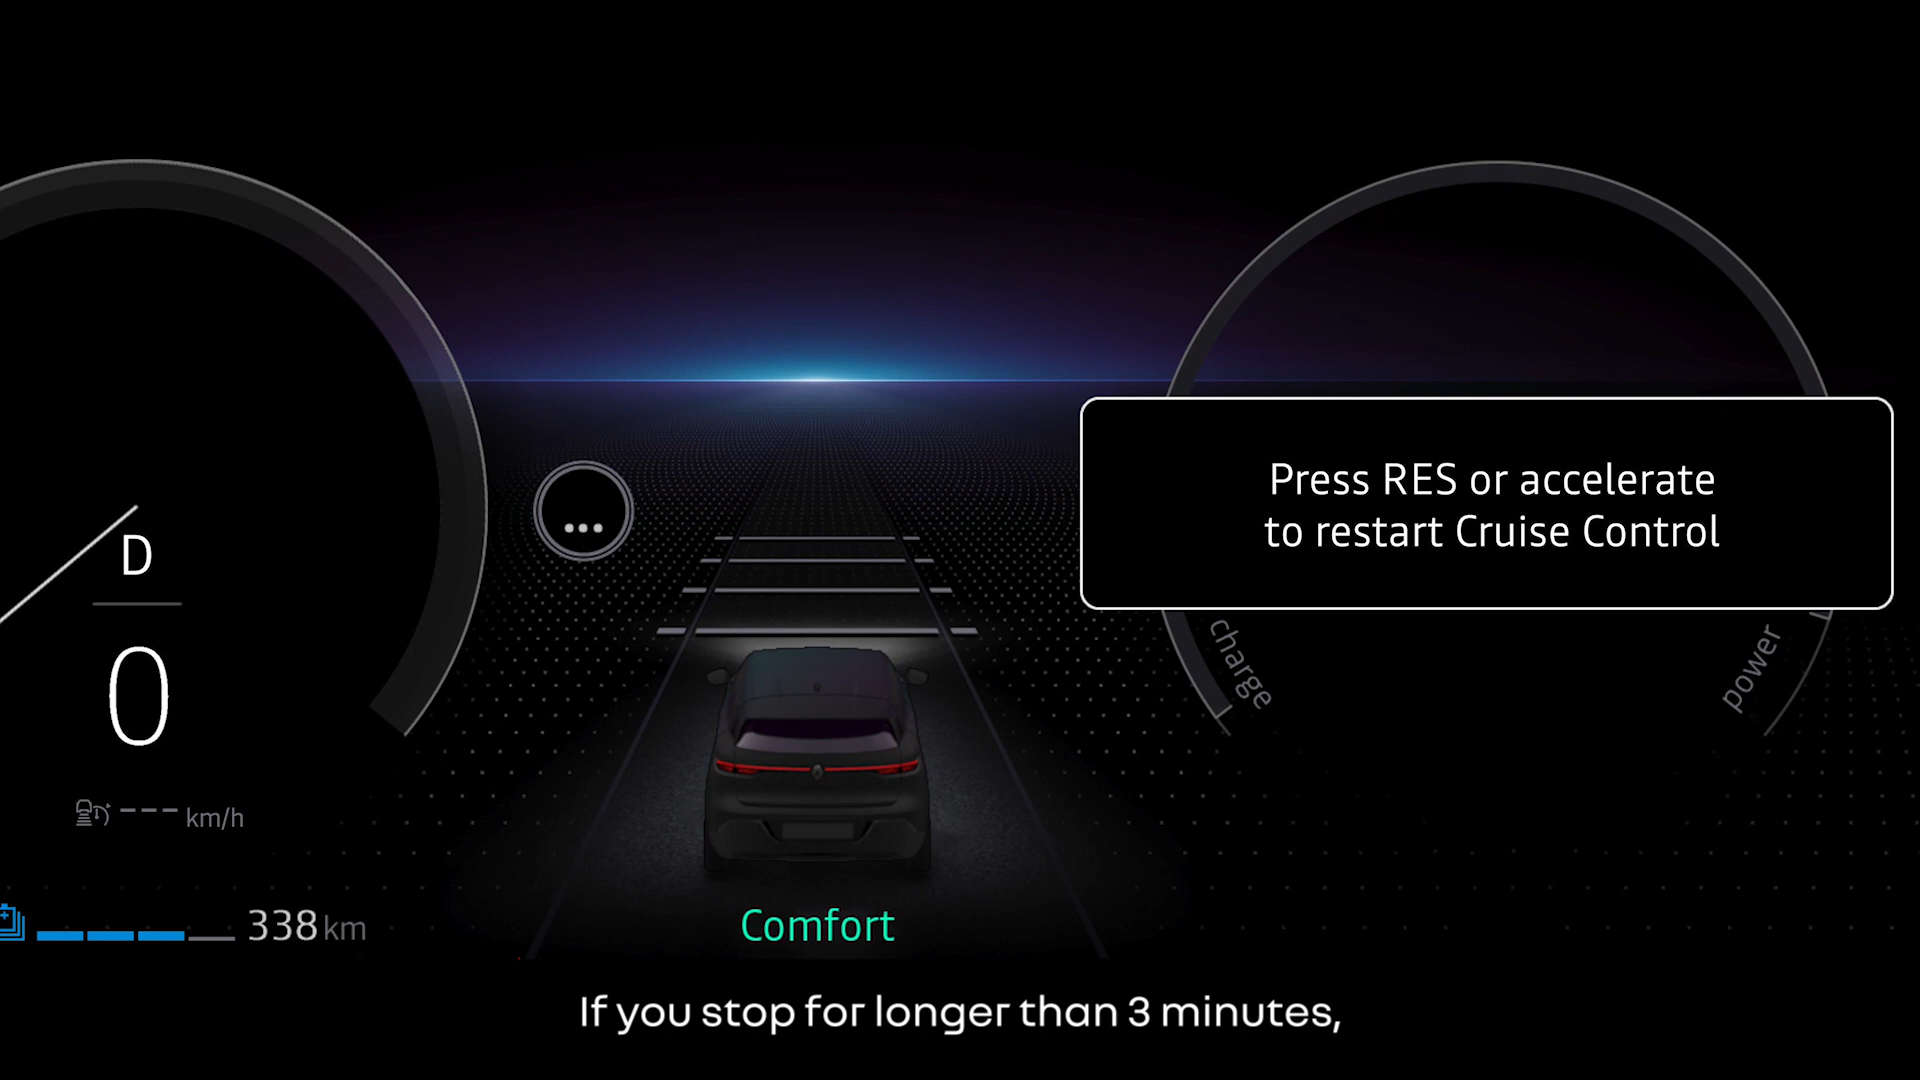 D
0
--- km/h
338 km
...
Press RES or accelerate
to restart Cruise Control
charge
power
Comfort
If you stop for longer than 3 minutes,